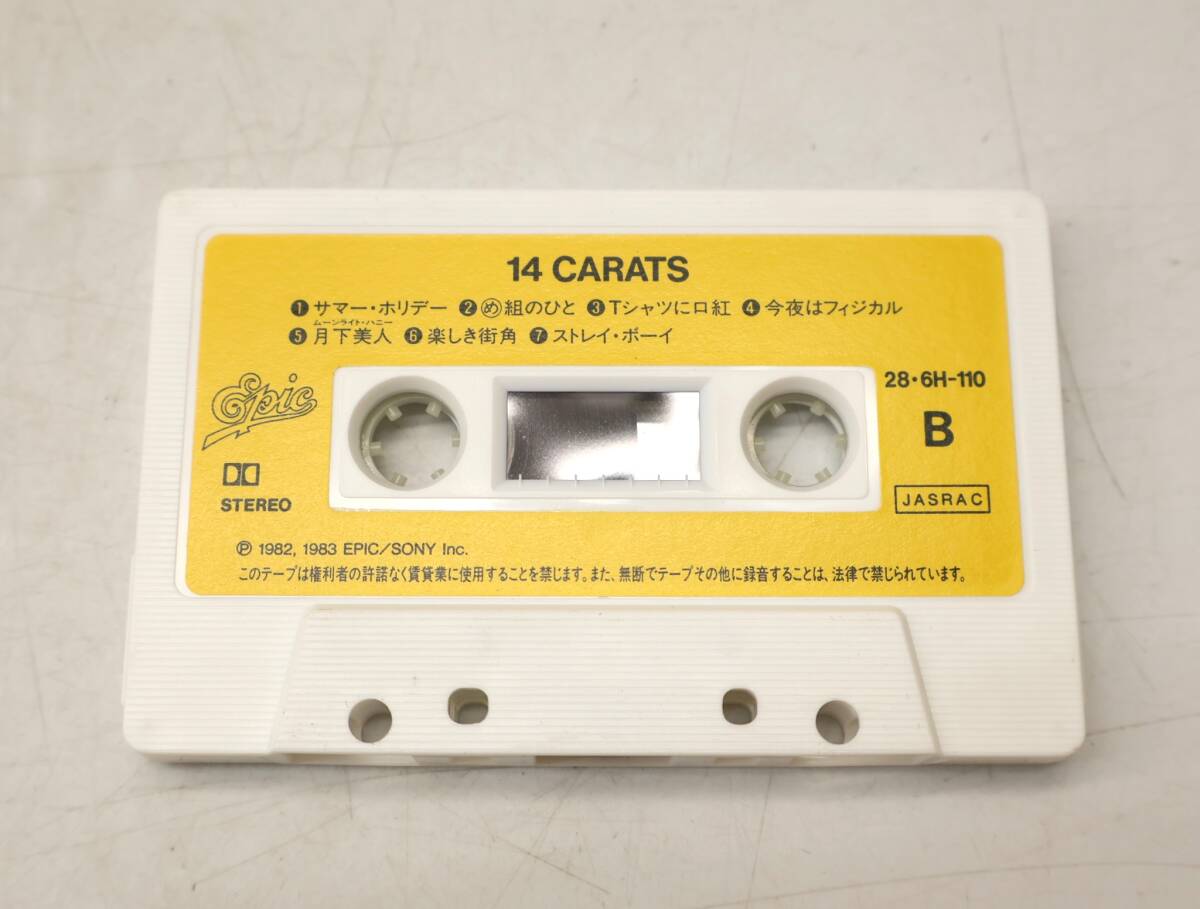 14 CARATS
❶サマー・ホリデー ❷め組のひと ❸Tシャツに口紅 ❹今夜はフィジカル
ムーンライト・ハニー
❺月下美人 ❻楽しき街角 ❼ストレイ・ボーイ
Epic
28・6H-110
B
STEREO
JASRAC
Ⓟ 1982, 1983 EPIC/SONY Inc.
このテープは権利者の許諾なく賃貸業に使用することを禁じます。また、無断でテープその他に録音することは、法律で禁じられています。